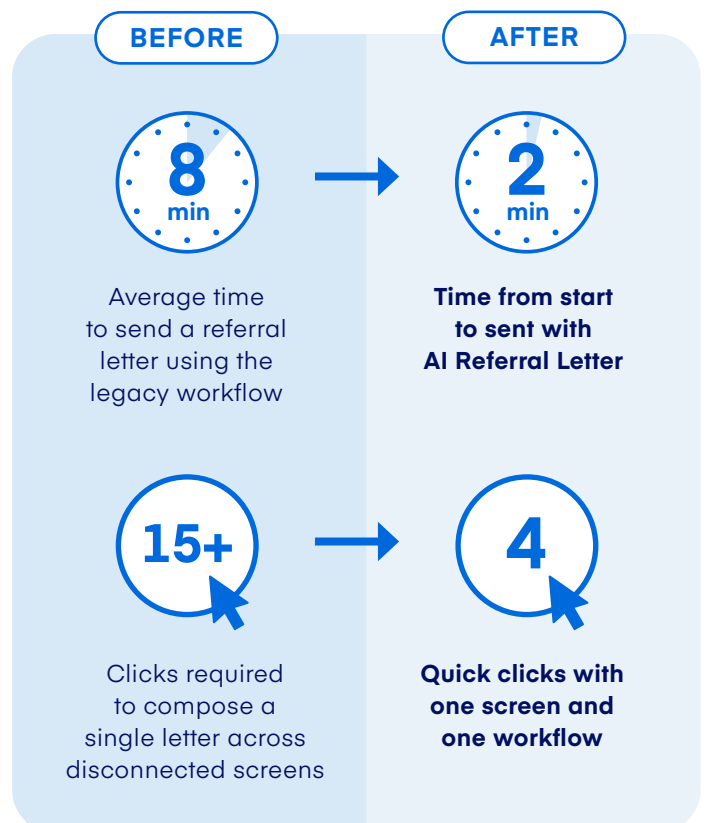 BEFORE
AFTER
8
min
2
min
Average time
to send a referral
letter using the
legacy workflow
Time from start
to sent with
AI Referral Letter
15+
4
Clicks required
to compose a
single letter across
disconnected screens
Quick clicks with
one screen and
one workflow